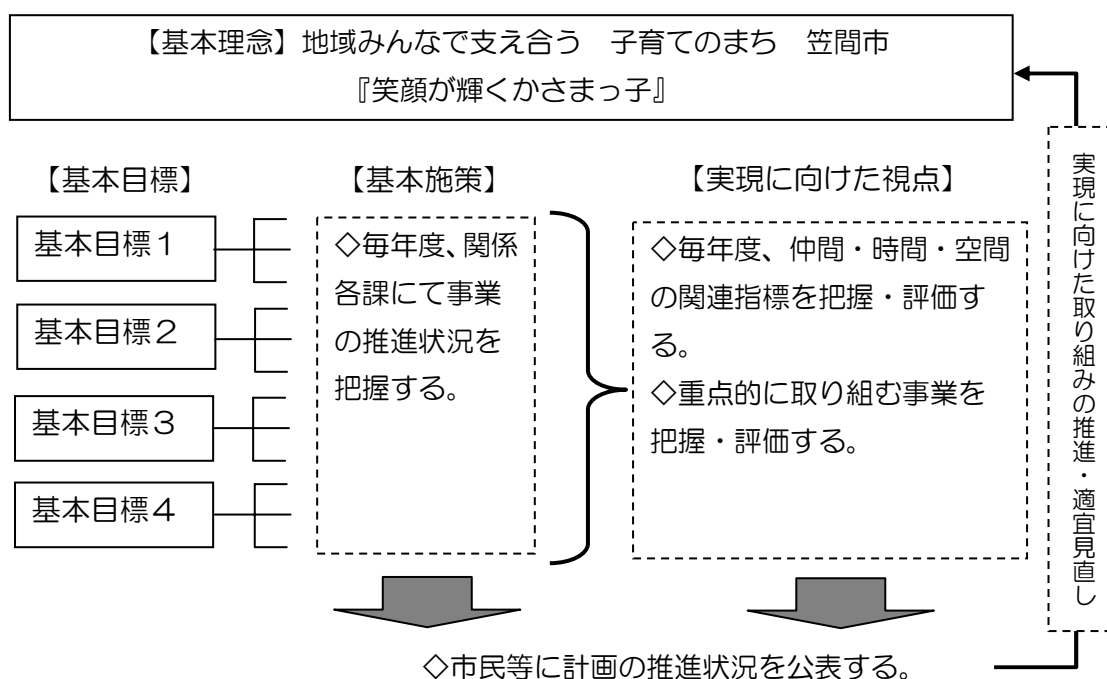 【基本理念】地域みんなで支え合う　子育てのまち　笠間市
『笑顔が輝くかさまっ子』
【基本目標】
基本目標１
基本目標２
基本目標３
基本目標４
【基本施策】
◇毎年度、関係
各課にて事業
の推進状況を
把握する。
【実現に向けた視点】
◇毎年度、仲間・時間・空間
の関連指標を把握・評価す
る。
◇重点的に取り組む事業を
把握・評価する。
実現に向けた取り組みの推進・適宜見直し
◇市民等に計画の推進状況を公表する。